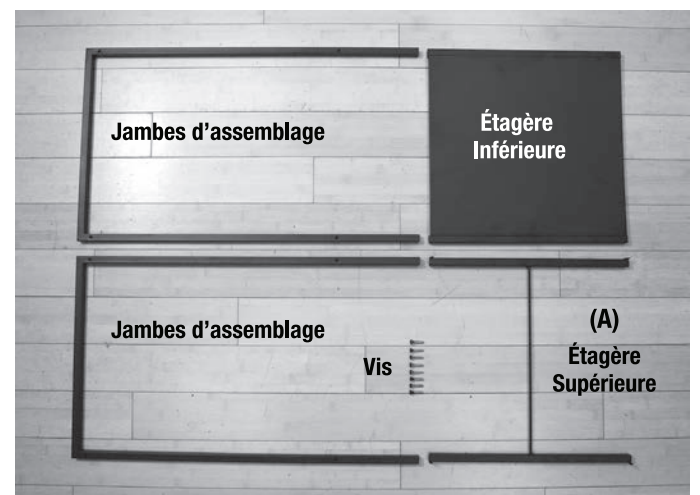 Jambes d'assemblage
Étagère
Inférieure
Jambes d'assemblage
Vis
(A)
Étagère
Supérieure